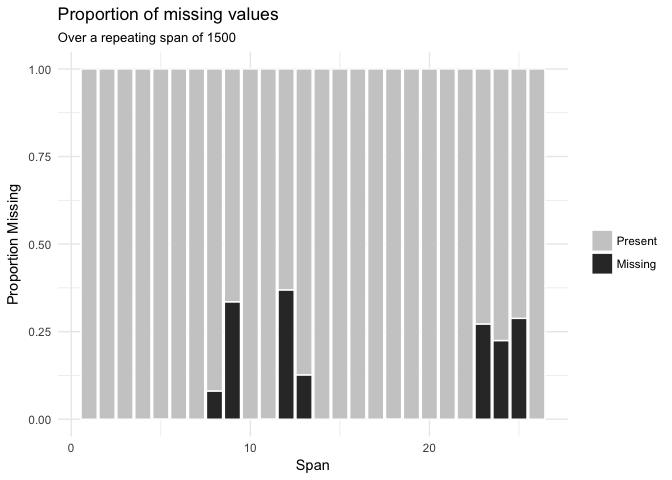 Proportion of missing values
Over a repeating span of 1500
1.00
0.75
0.50
0.25
0.00
Proportion Missing
0
10
20
Span
Present
Missing